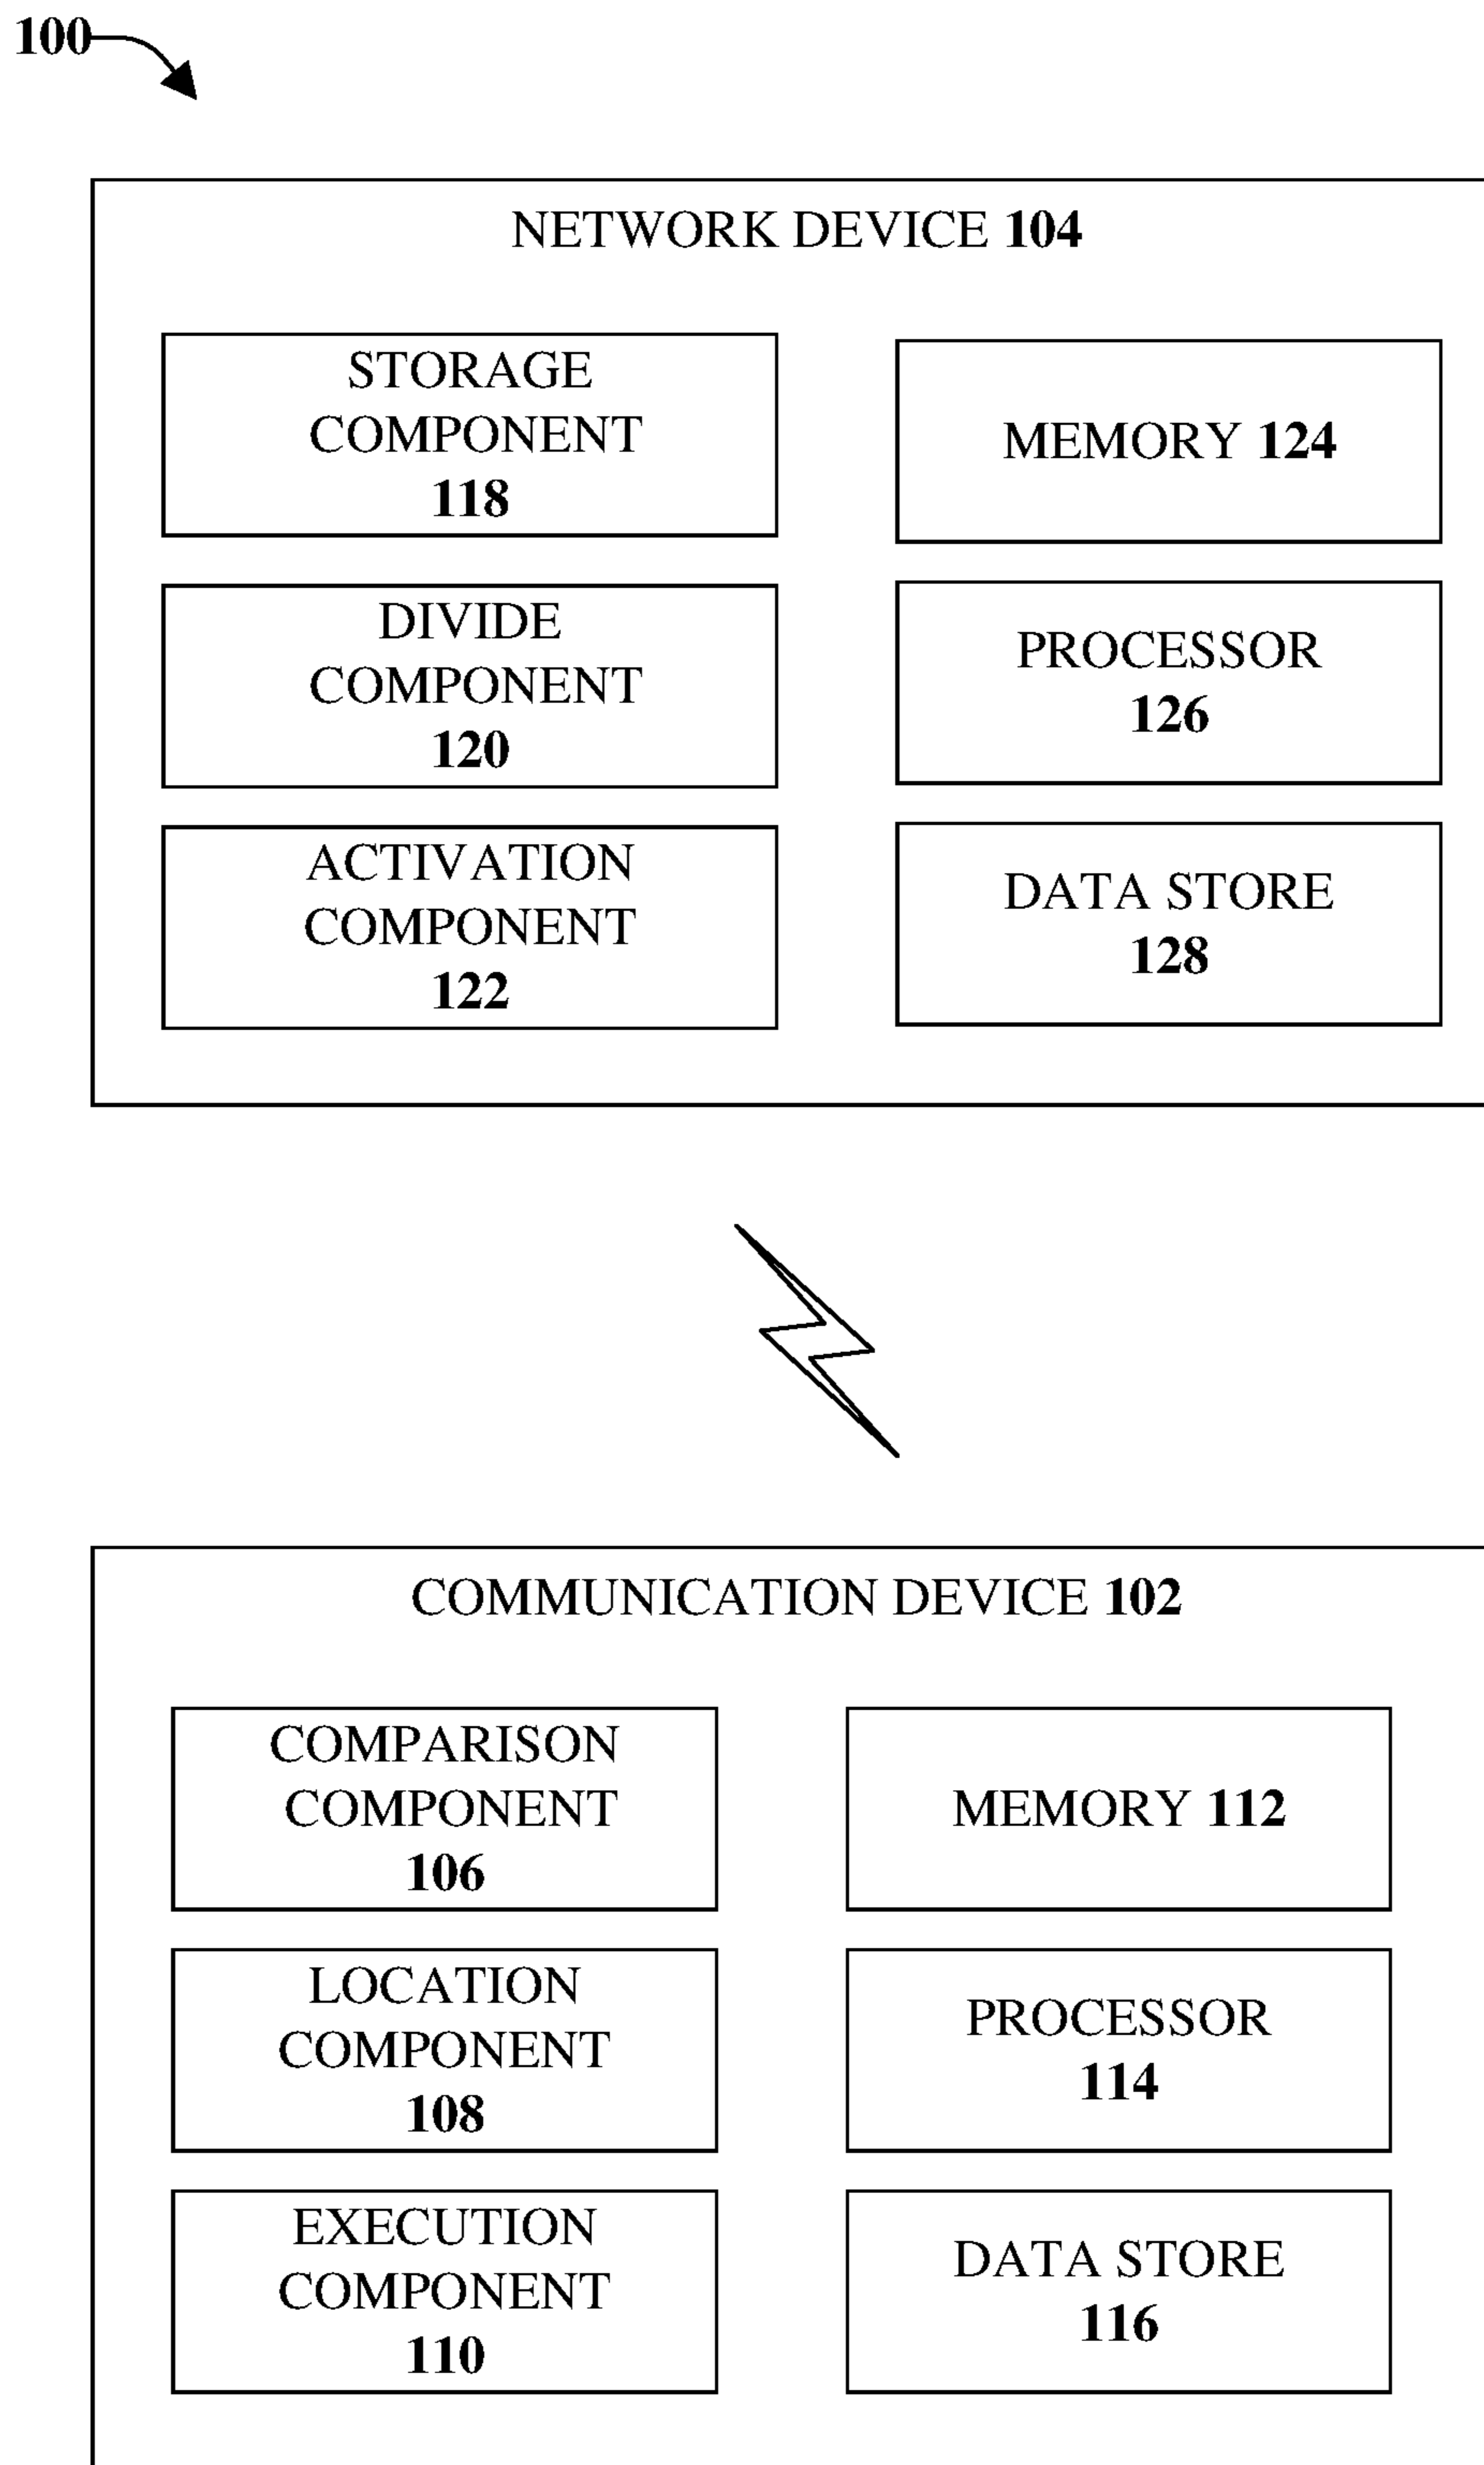 100
NETWORK DEVICE 104
STORAGE
COMPONENT
118
MEMORY 124
DIVIDE
COMPONENT
120
PROCESSOR
126
ACTIVATION
COMPONENT
122
DATA STORE
128
COMMUNICATION DEVICE 102
COMPARISON
COMPONENT
106
MEMORY 112
LOCATION
COMPONENT
108
PROCESSOR
114
EXECUTION
COMPONENT
110
DATA STORE
116